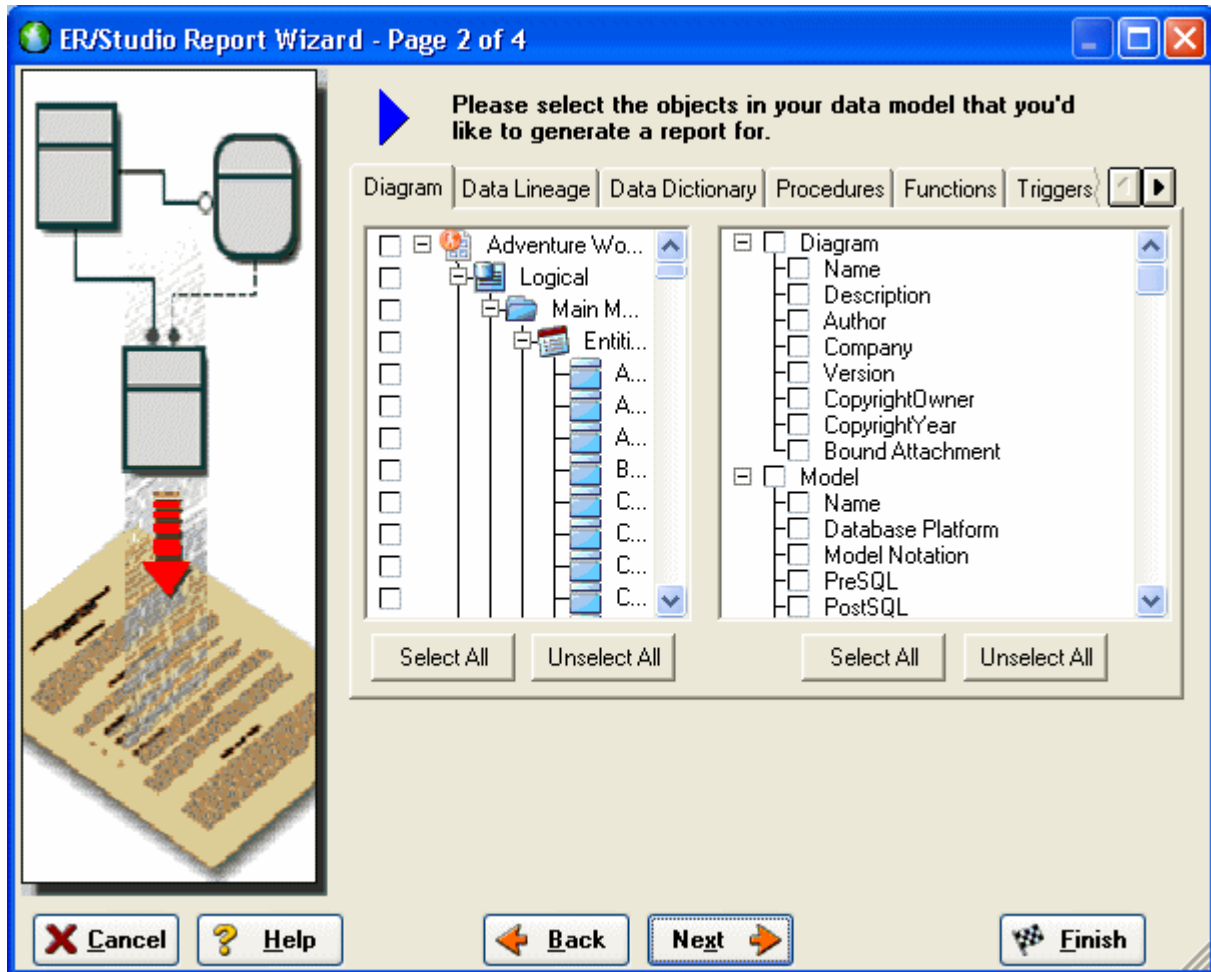 ER/Studio Report Wizard - Page 2 of 4
Please select the objects in your data model that you'd
like to generate a report for.
Diagram Data Lineage Data Dictionary Procedures Functions Triggers
Adventure Wo...
Logical
Main M...
Entiti...
A...
A...
A...
B...
C...
C...
C...
C...
Select All Unselect All
Diagram
Name
Description
Author
Company
Version
CopyrightOwner
CopyrightYear
Bound Attachment
Model
Name
Database Platform
Model Notation
PreSQL
PostSQL
Select All Unselect All
Cancel Help Back Next Finish